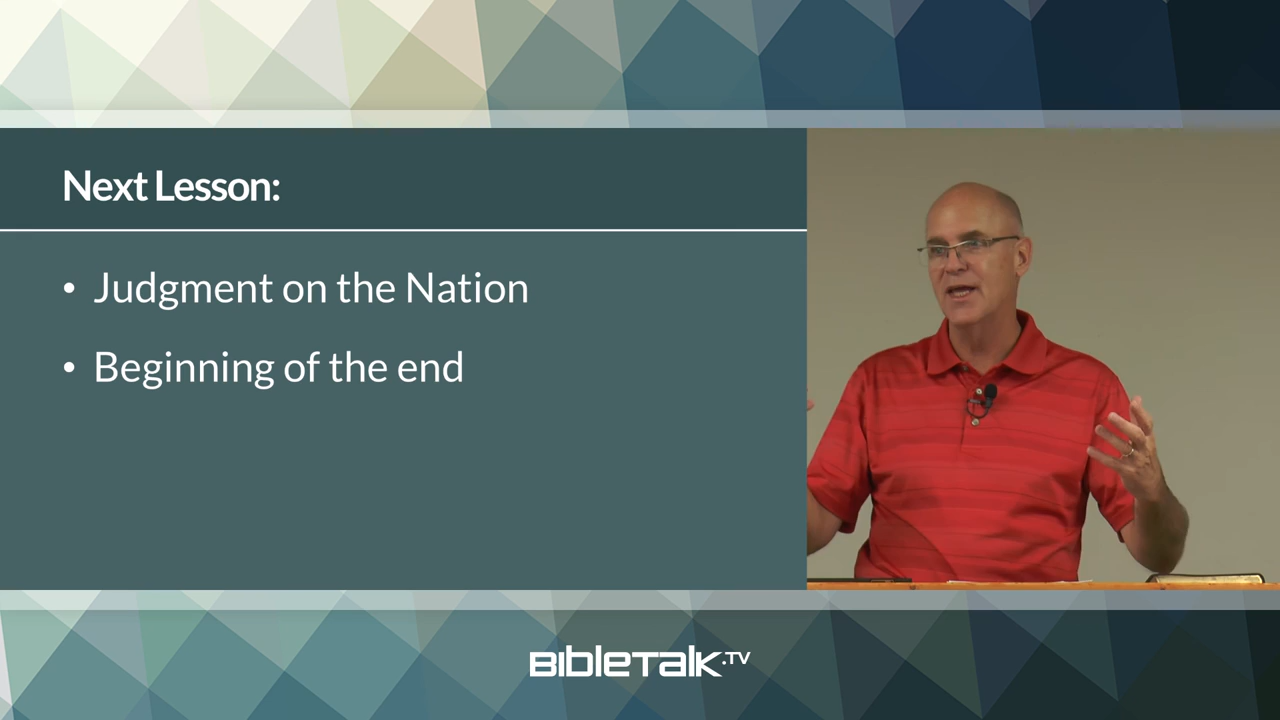 Next Lesson:
• Judgment on the Nation
• Beginning of the end
BibleTalk.TV